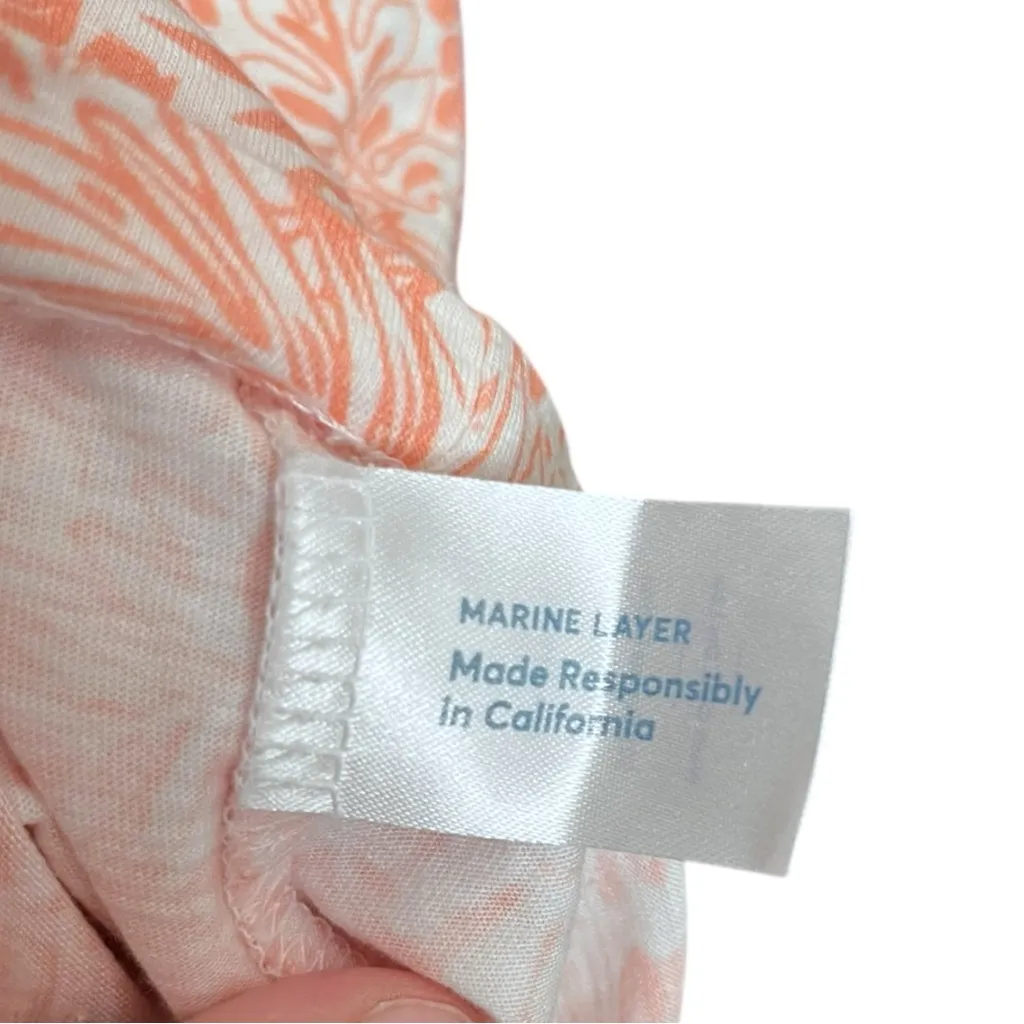 MARINE LAYER
Made Responsibly
in California